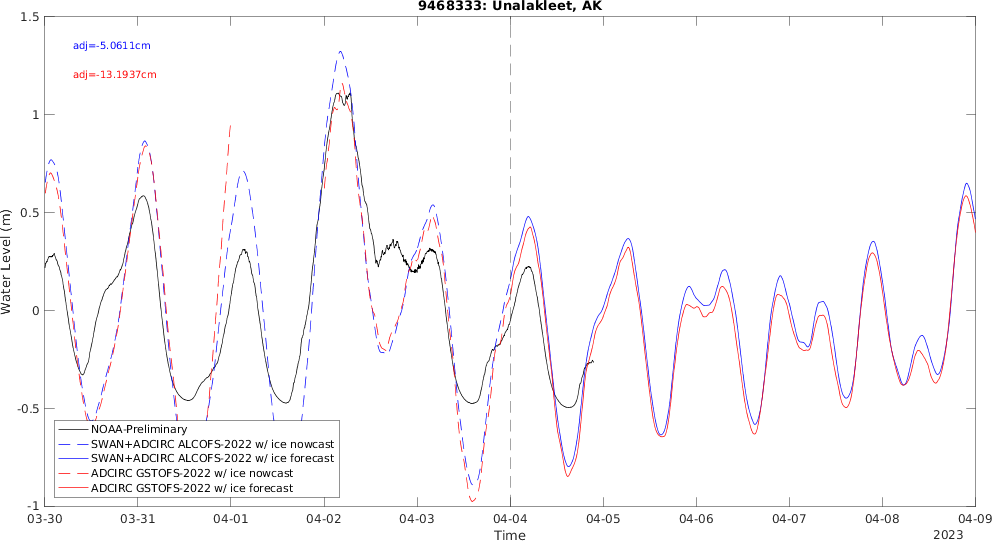 9468333: Unalakleet, AK
1.5
adj=-5.0611cm
adj=-13.1937cm
1
0.5
Water Level (m)
0
-0.5
NOAA-Preliminary
SWAN+ADCIRC ALCOFS-2022 w/ ice nowcast
SWAN+ADCIRC ALCOFS-2022 w/ ice forecast
ADCIRC GSTOFS-2022 w/ ice nowcast
ADCIRC GSTOFS-2022 w/ ice forecast
-1
03-30 03-31 04-01 04-02 04-03 04-04 04-05 04-06 04-07 04-08 04-09
Time
2023